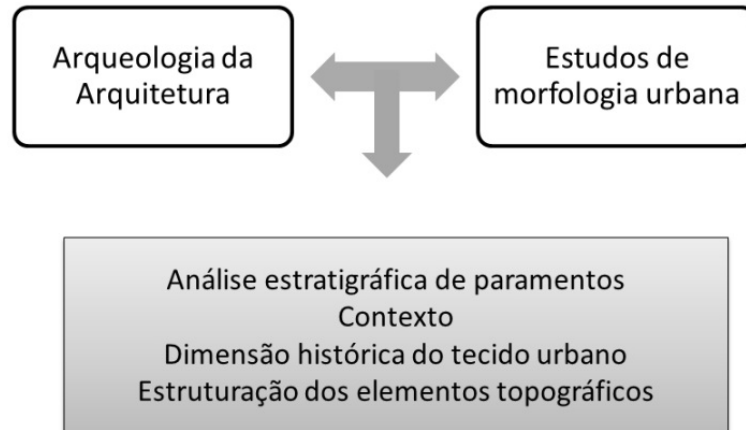 Arqueologia da
Arquitetura
Estudos de
morfologia urbana
Análise estratigráfica de paramentos
Contexto
Dimensão histórica do tecido urbano
Estruturação dos elementos topográficos